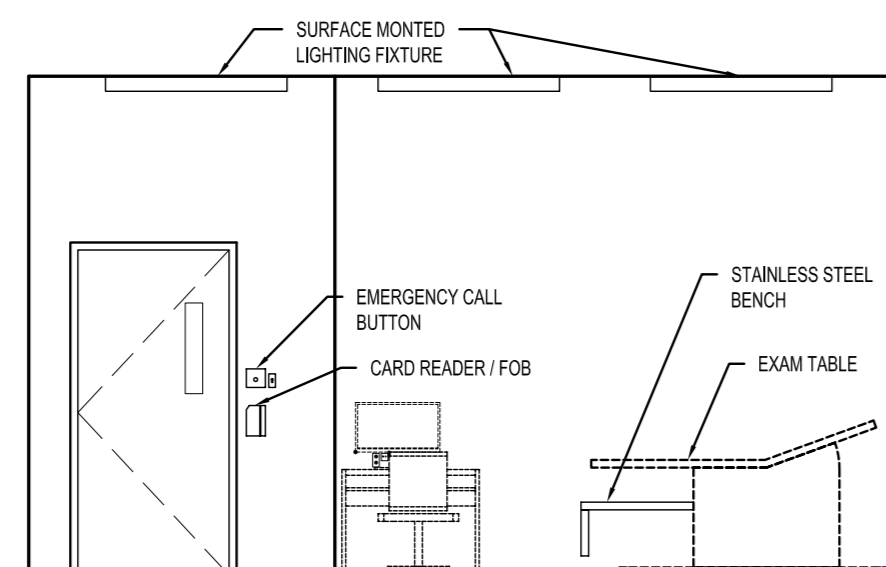 SURFACE MONTED
LIGHTING FIXTURE
STAINLESS STEEL
BENCH
EMERGENCY CALL
BUTTON
CARD READER / FOB
EXAM TABLE